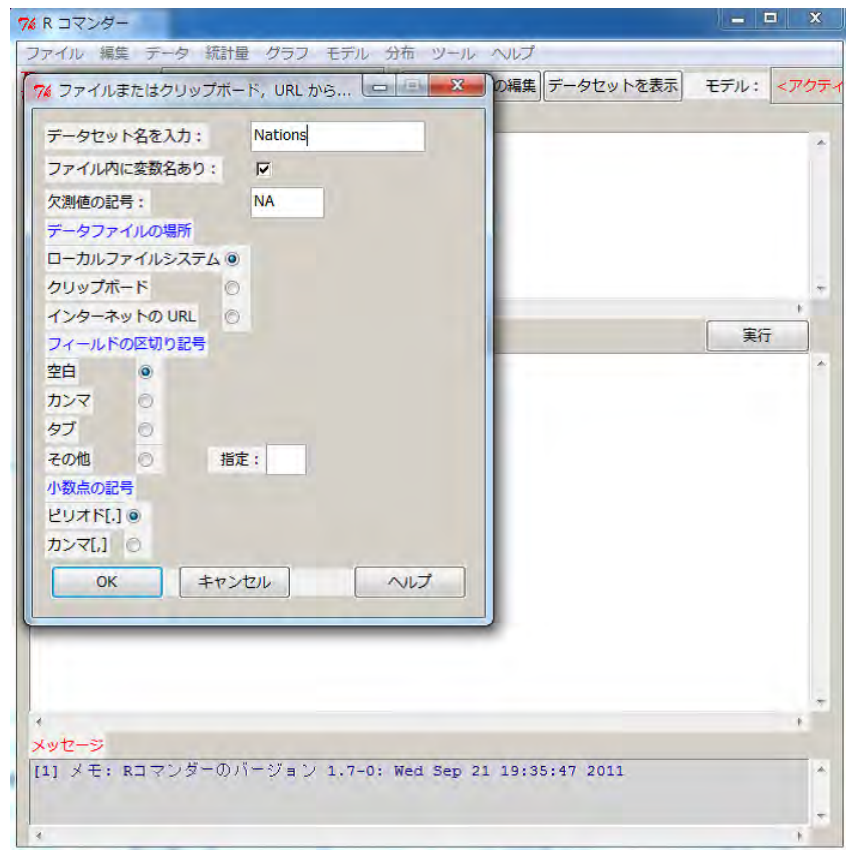 R コマンダー
ファイル 編集 データ 統計量 グラフ モデル 分布 ツール ヘルプ
の編集 データセットを表示 モデル： <アクティ
ファイルまたはクリップボード, URL から...
データセット名を入力： Nations
ファイル内に変数名あり：
欠測値の記号： NA
データファイルの場所
ローカルファイルシステム
クリップボード
インターネットの URL
フィールドの区切り記号
実行
空白
カンマ
タブ
その他 指定：
小数点の記号
ピリオド[.]
カンマ[,]
OK キャンセル ヘルプ
メッセージ
[1] メモ: Rコマンダーのバージョン 1.7-0: Wed Sep 21 19:35:47 2011